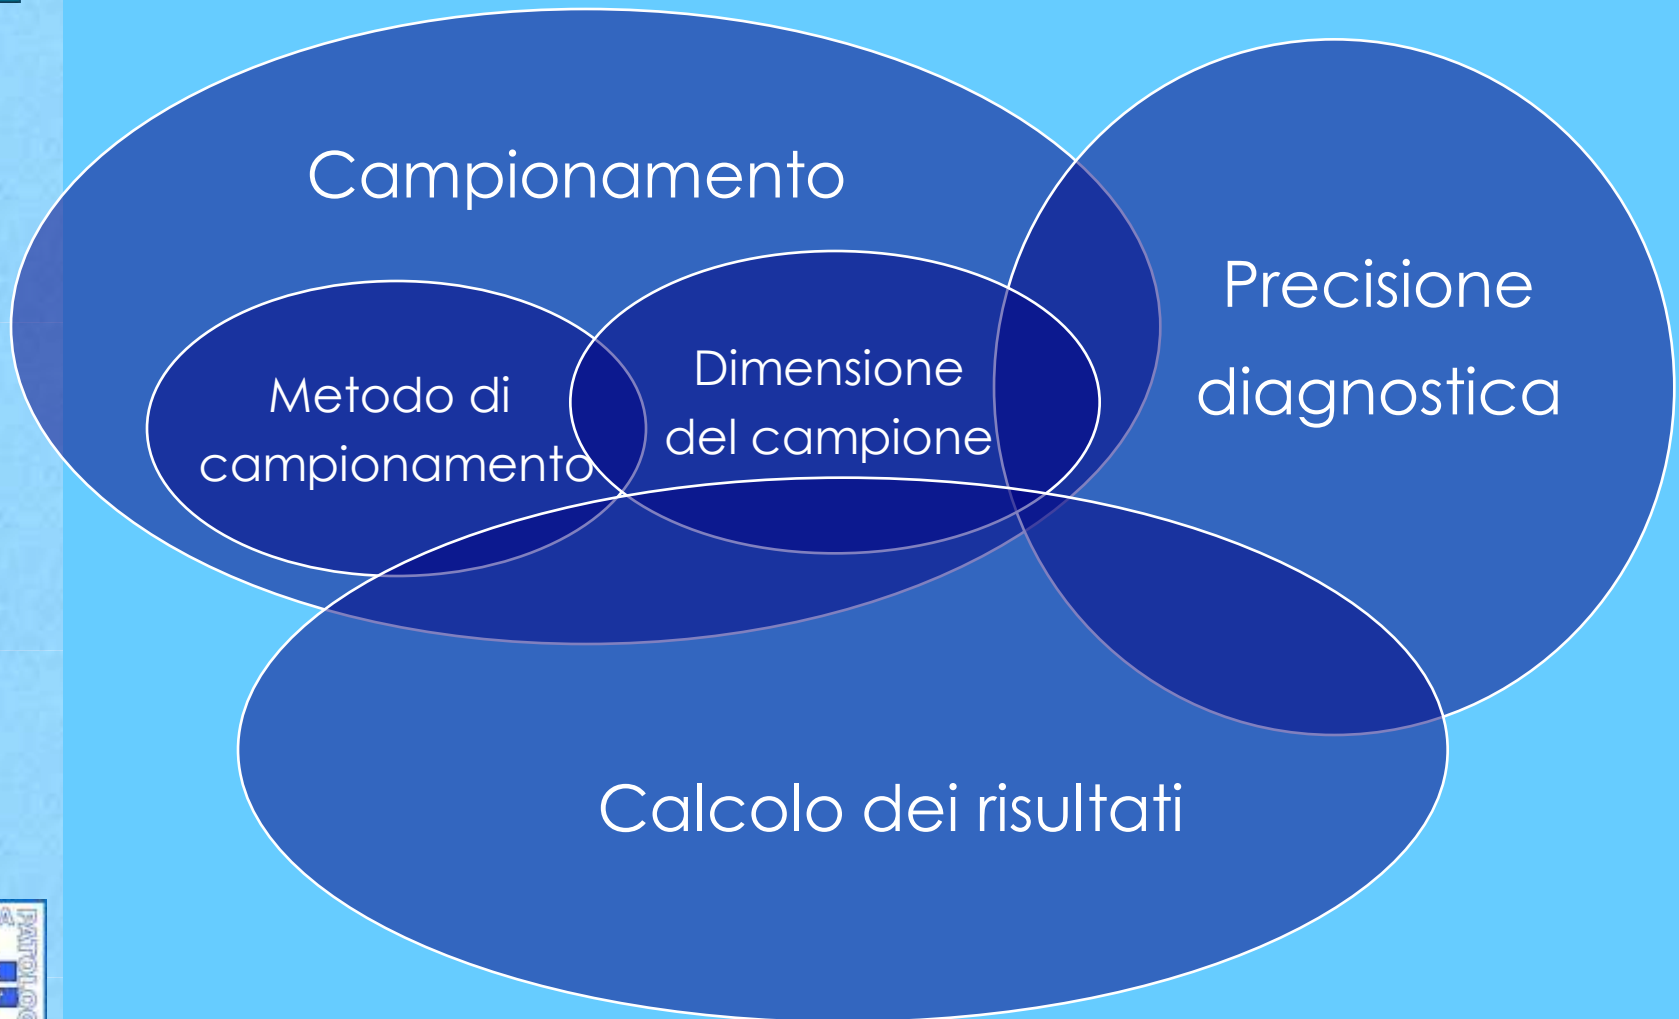 Campionamento
Metodo di
campionamento
Dimensione
del campione
Precisione
diagnostica
Calcolo dei risultati